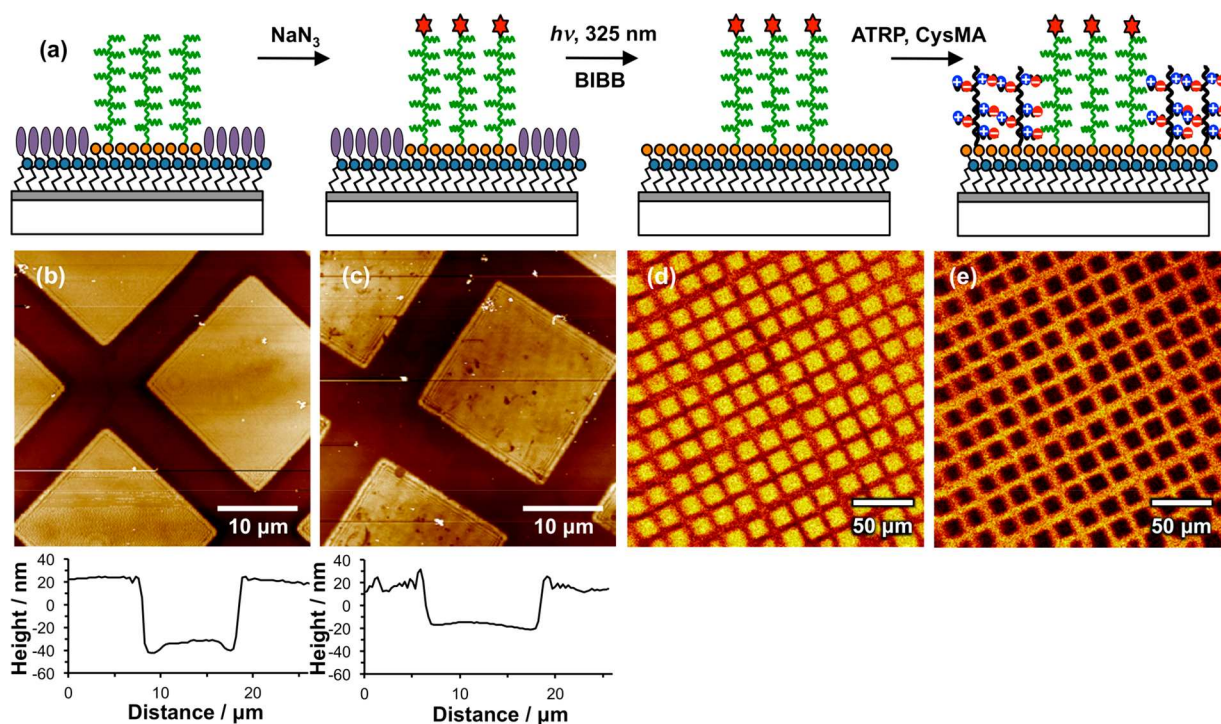 (a)
NaN3
hν, 325 nm
BIBB
ATRP, CysMA
+ −
(b)
10 µm
(c)
10 µm
(d)
50 µm
(e)
50 µm
Height / nm
40
20
0
-20
-40
-60
0
10
20
Distance / µm
Height / nm
40
20
0
-20
-40
-60
0
10
20
Distance / µm